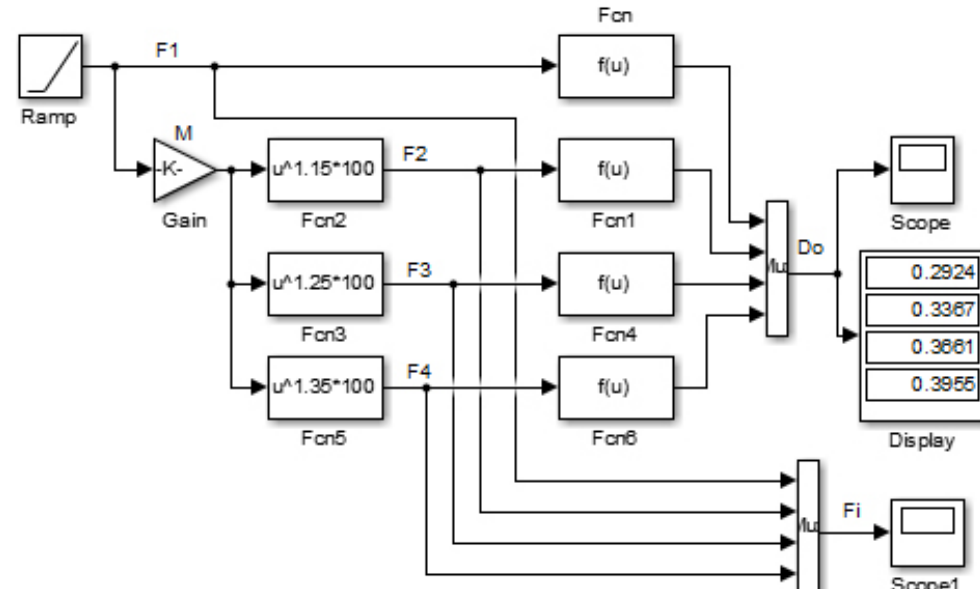 Fcn
F1
f(u)
Ramp
M
-K-
u^1.15*100
F2
f(u)
Gain
Fcn2
Fcn1
Scope
Do
F3
u^1.25*100
f(u)
0.2924
0.3367
Fcn3
Fcn4
0.3661
F4
u^1.35*100
f(u)
0.3955
Fcn5
Fcn6
Display
Fi
Scope1